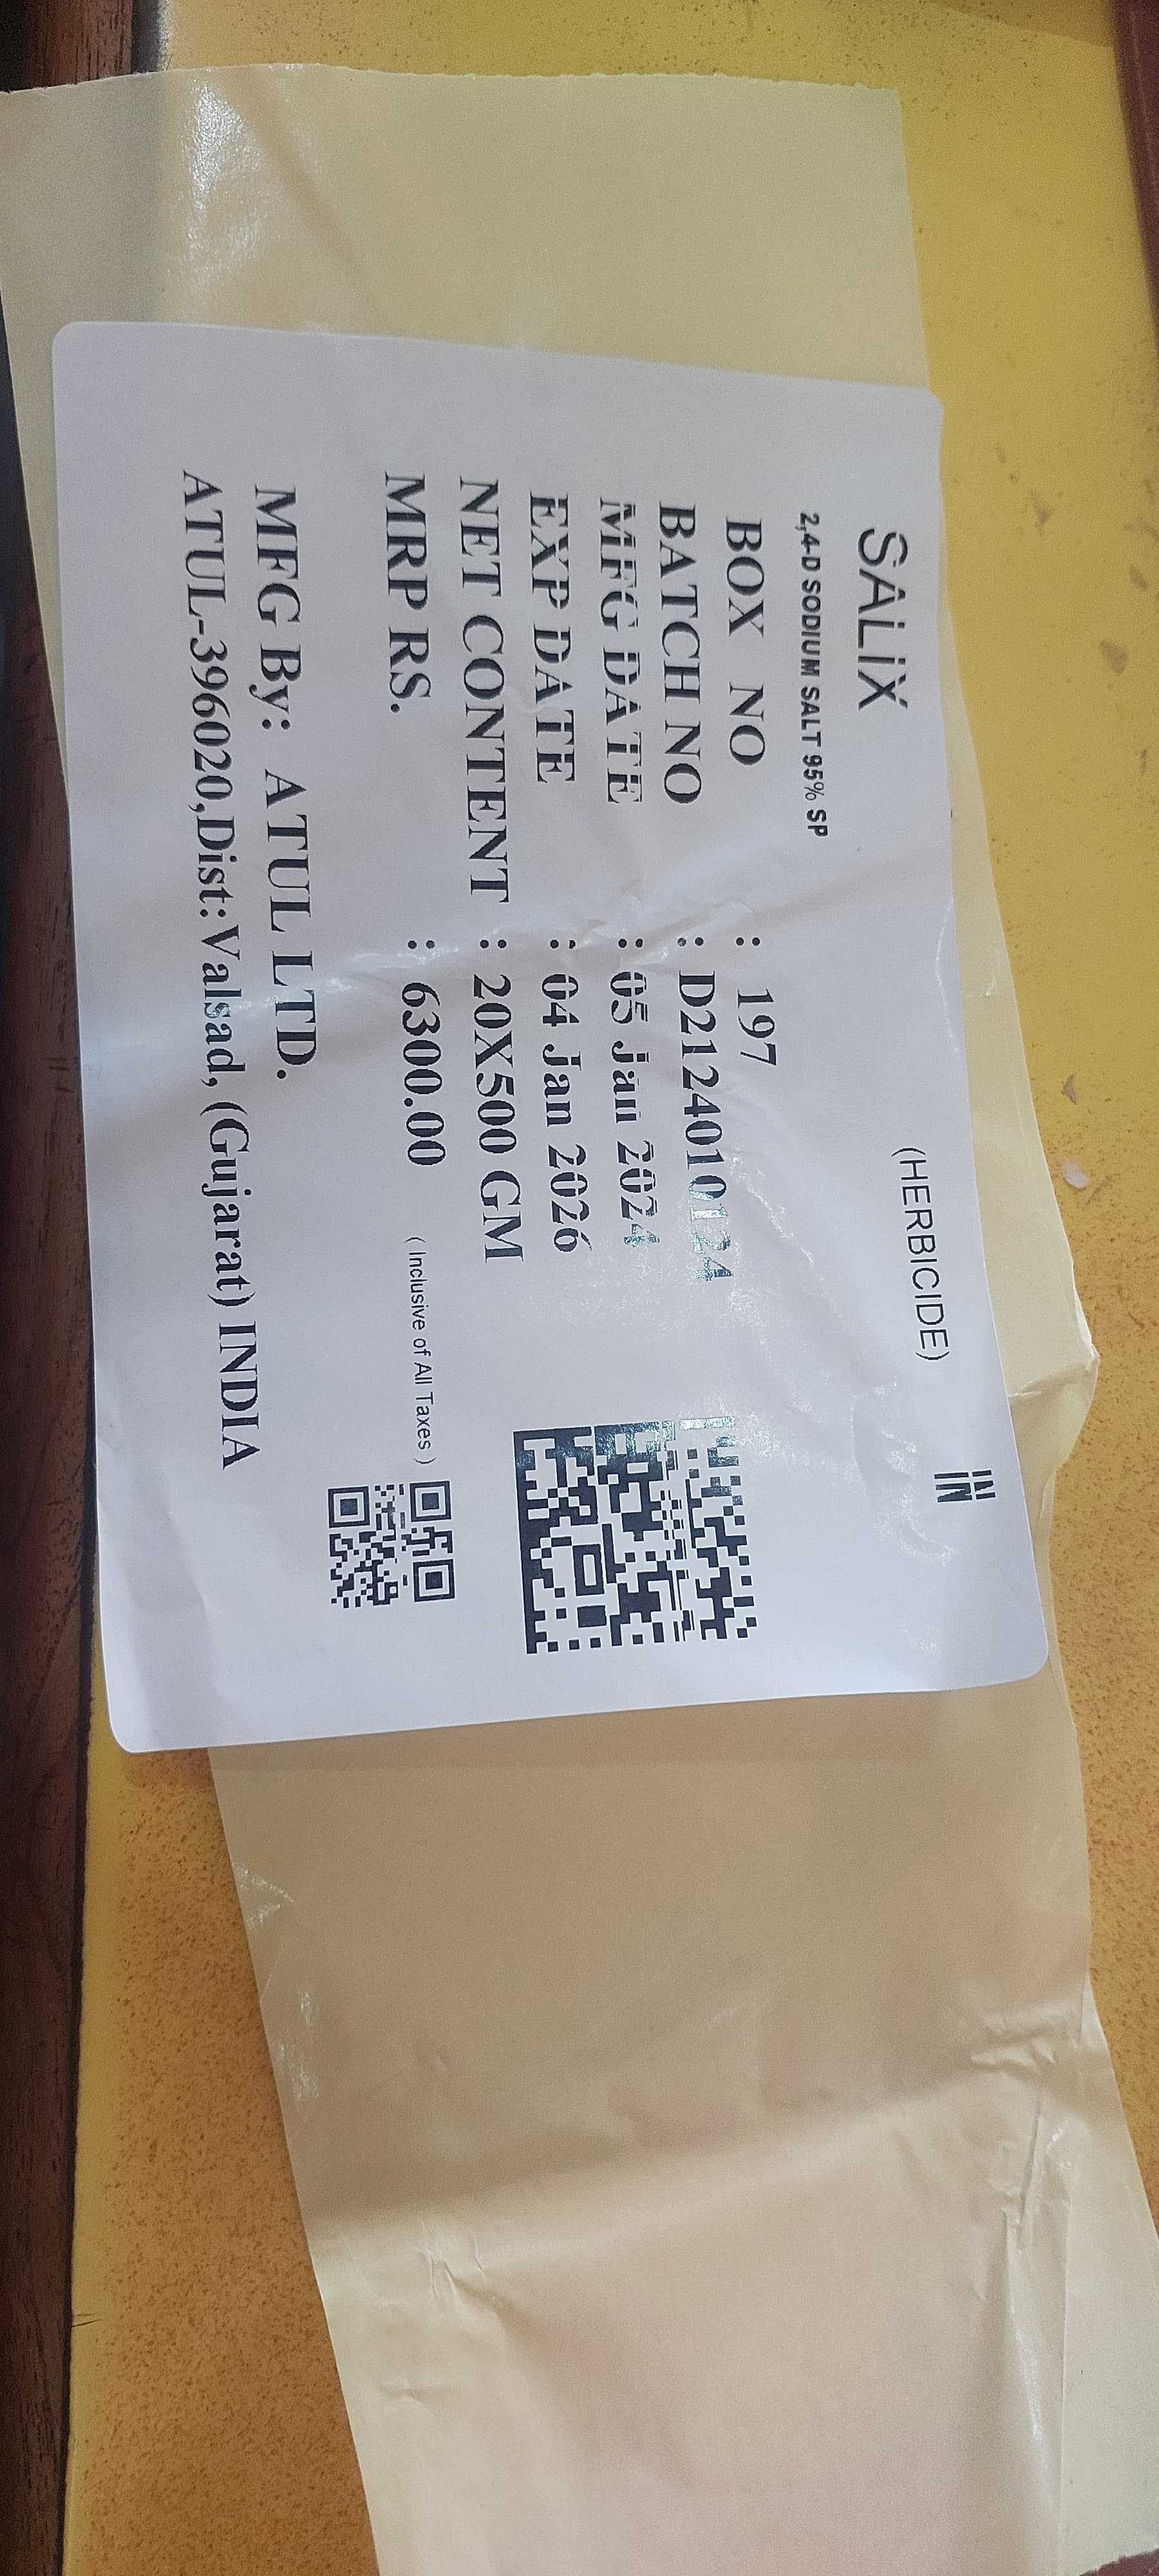 SALIX (HERBICIDE) IN
2,4-D SODIUM SALT 95% SP
BOX NO : 197
BATCH NO : D2124010124
MFG DATE : 05 Jan 2024
EXP DATE : 04 Jan 2026
NET CONTENT : 20X500 GM
MRP RS. : 6300.00 ( Inclusive of All Taxes )
MFG By: ATUL LTD.
ATUL-396020,Dist:Valsad, (Gujarat) INDIA